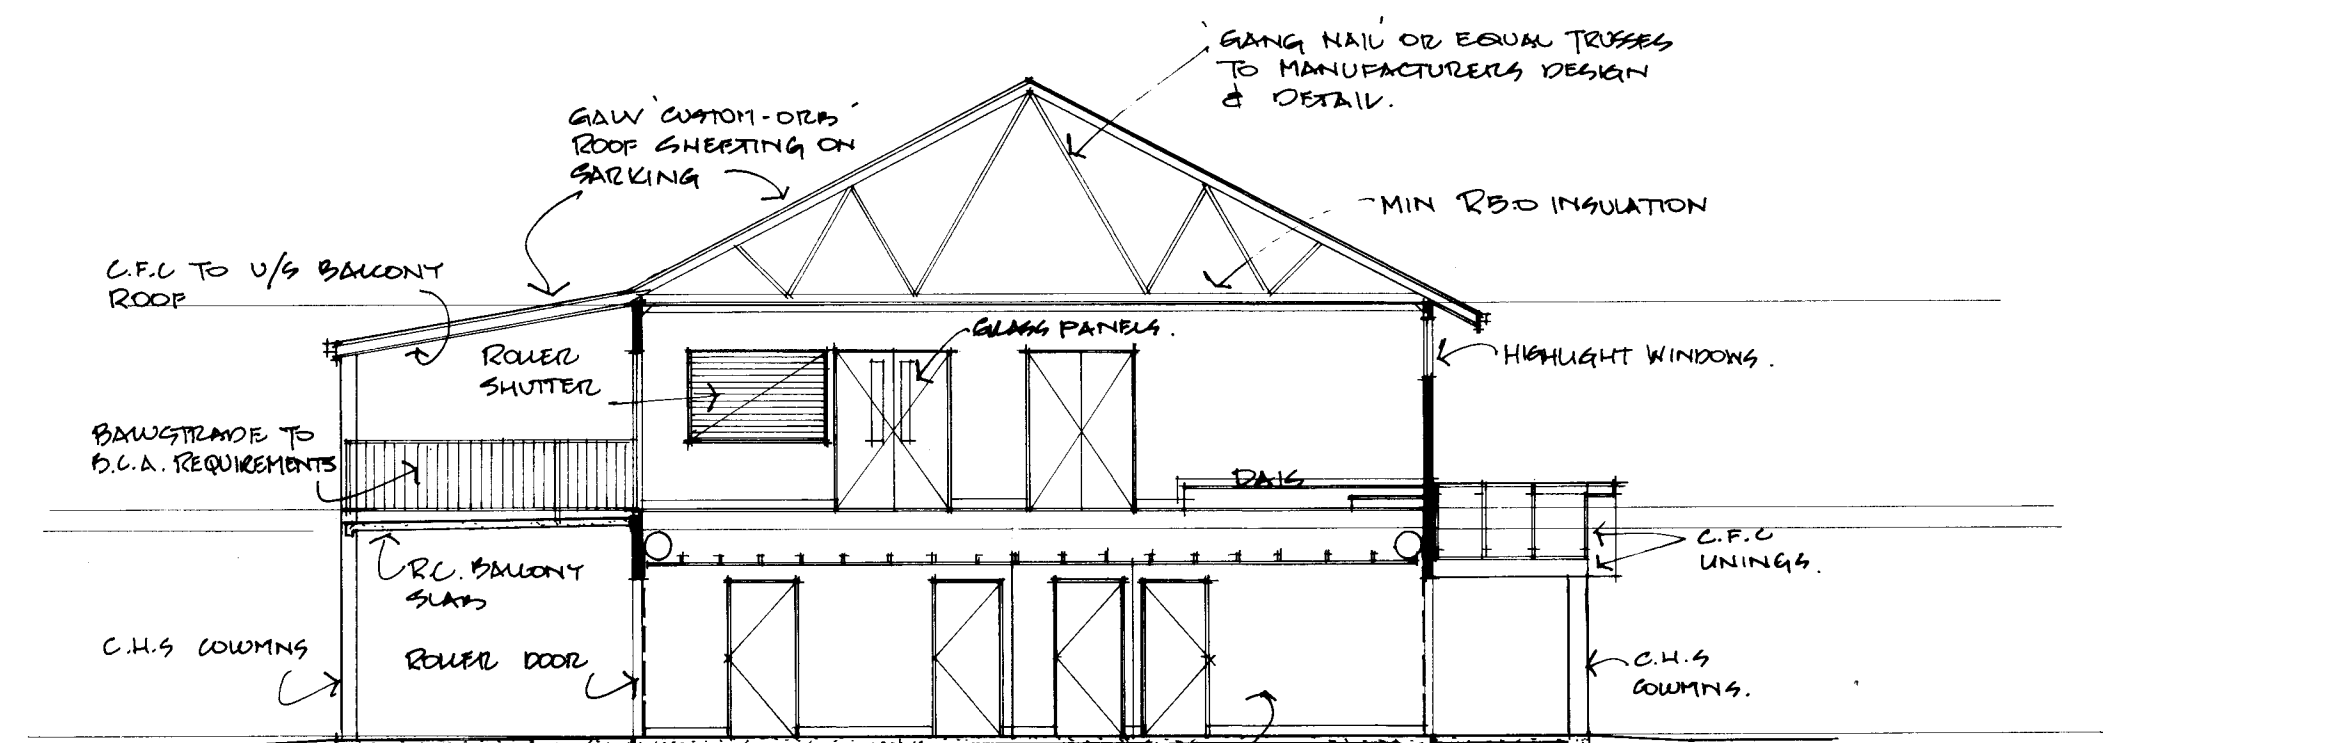 'GANG NAIL' OR EQUAL TRUSSES
TO MANUFACTURERS DESIGN
& DETAIL.
GALV 'CUSTOM-ORB'
ROOF SHEETING ON
SARKING
MIN R3.0 INSULATION
C.F.C TO U/S BALCONY
ROOF
GLASS PANELS.
ROLLER
SHUTTER
HIGHLIGHT WINDOWS.
BALUSTRADE TO
B.C.A. REQUIREMENTS
DAIS
C.F.C
LININGS.
R.C. BALCONY
SLAB
C.H.S COLUMNS
ROLLER DOOR
C.H.S
COLUMNS.